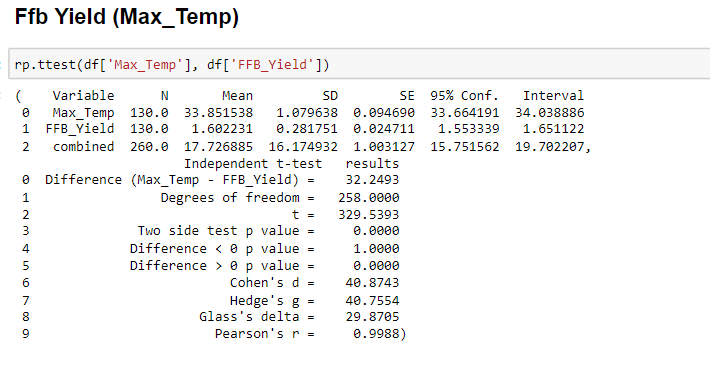 Ffb Yield (Max_Temp)
rp.ttest(df['Max_Temp'], df['FFB_Yield'])
( Variable N Mean SD SE 95% Conf. Interval
0 Max_Temp 130.0 33.851538 1.079638 0.094690 33.664191 34.038886
1 FFB_Yield 130.0 1.602231 0.281751 0.024711 1.553339 1.651122
2 combined 260.0 17.726885 16.174932 1.003127 15.751562 19.702207,
Independent t-test results
0 Difference (Max_Temp - FFB_Yield) = 32.2493
1 Degrees of freedom = 258.0000
2 t = 329.5393
3 Two side test p value = 0.0000
4 Difference < 0 p value = 1.0000
5 Difference > 0 p value = 0.0000
6 Cohen's d = 40.8743
7 Hedge's g = 40.7554
8 Glass's delta = 29.8705
9 Pearson's r = 0.9988)